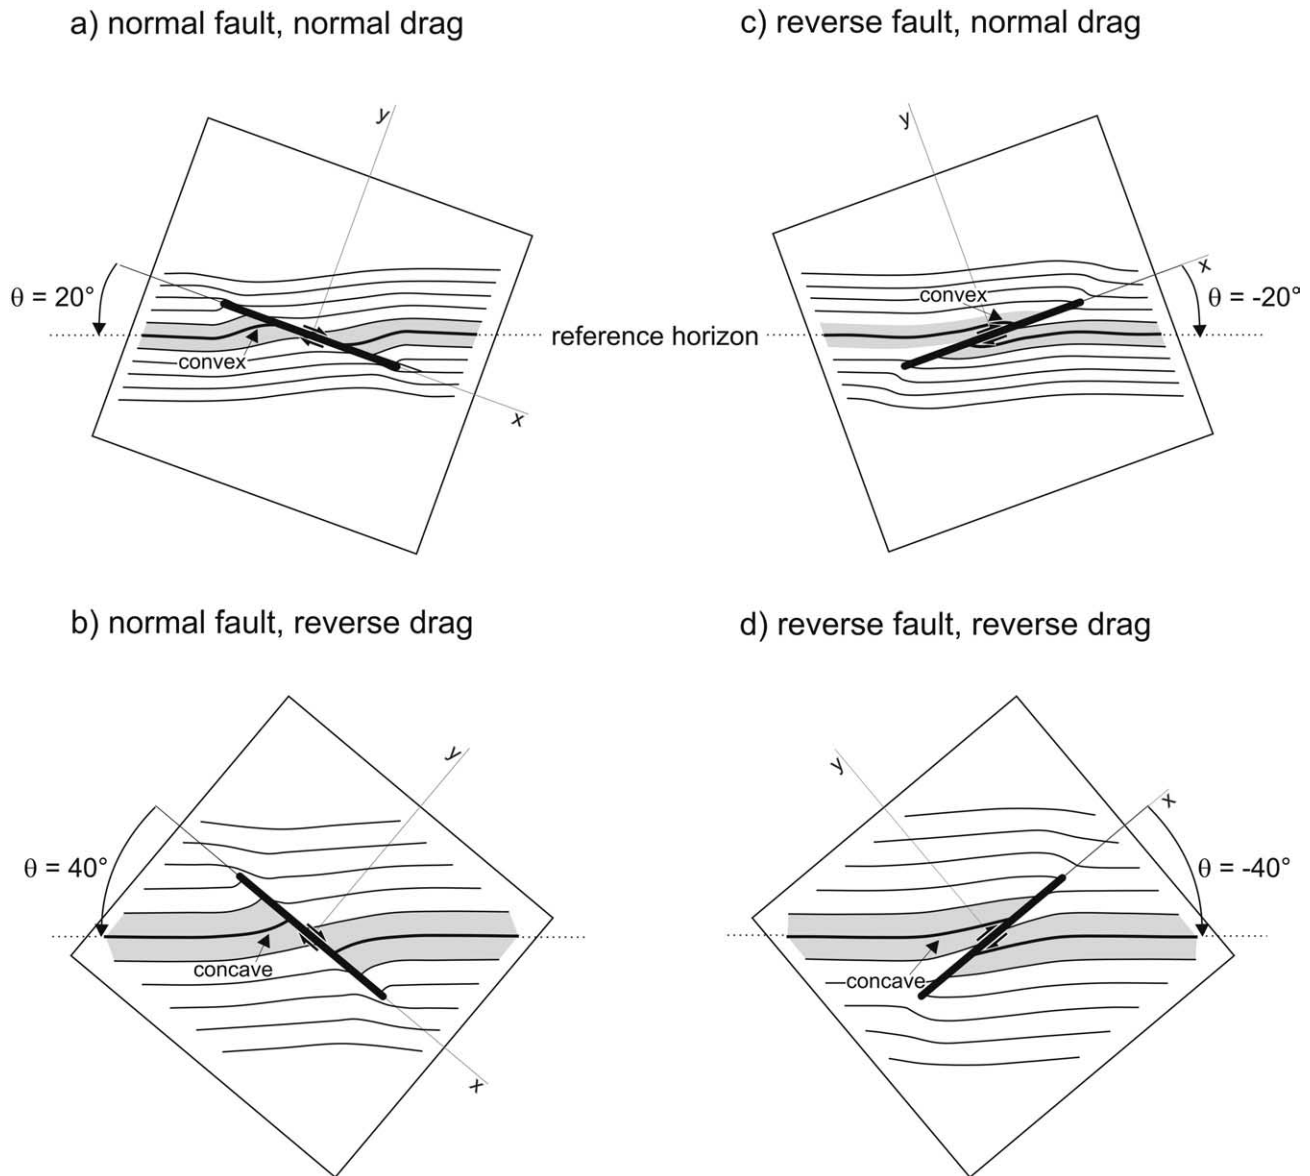 a) normal fault, normal drag
c) reverse fault, normal drag
y
y
x
convex
θ = 20°
θ = -20°
reference horizon
convex
x
b) normal fault, reverse drag
d) reverse fault, reverse drag
y
y
x
θ = 40°
θ = -40°
concave
concave
x